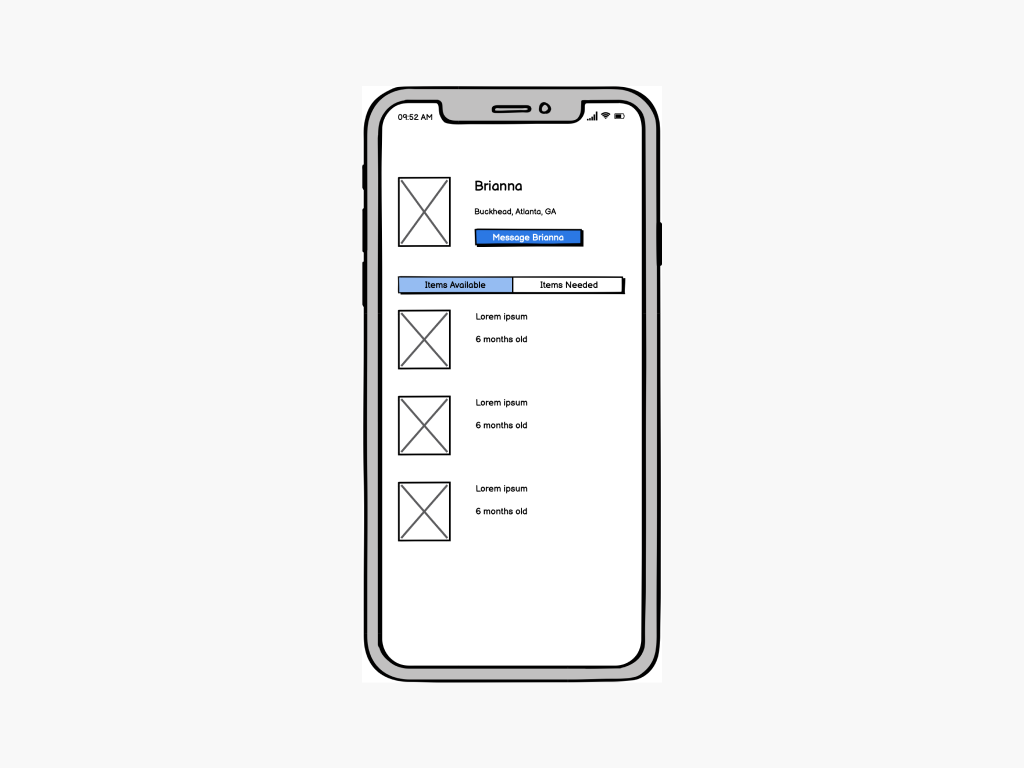 09:52 AM
Brianna
Buckhead, Atlanta, GA
Message Brianna
Items Available
Items Needed
Lorem ipsum
6 months old
Lorem ipsum
6 months old
Lorem ipsum
6 months old